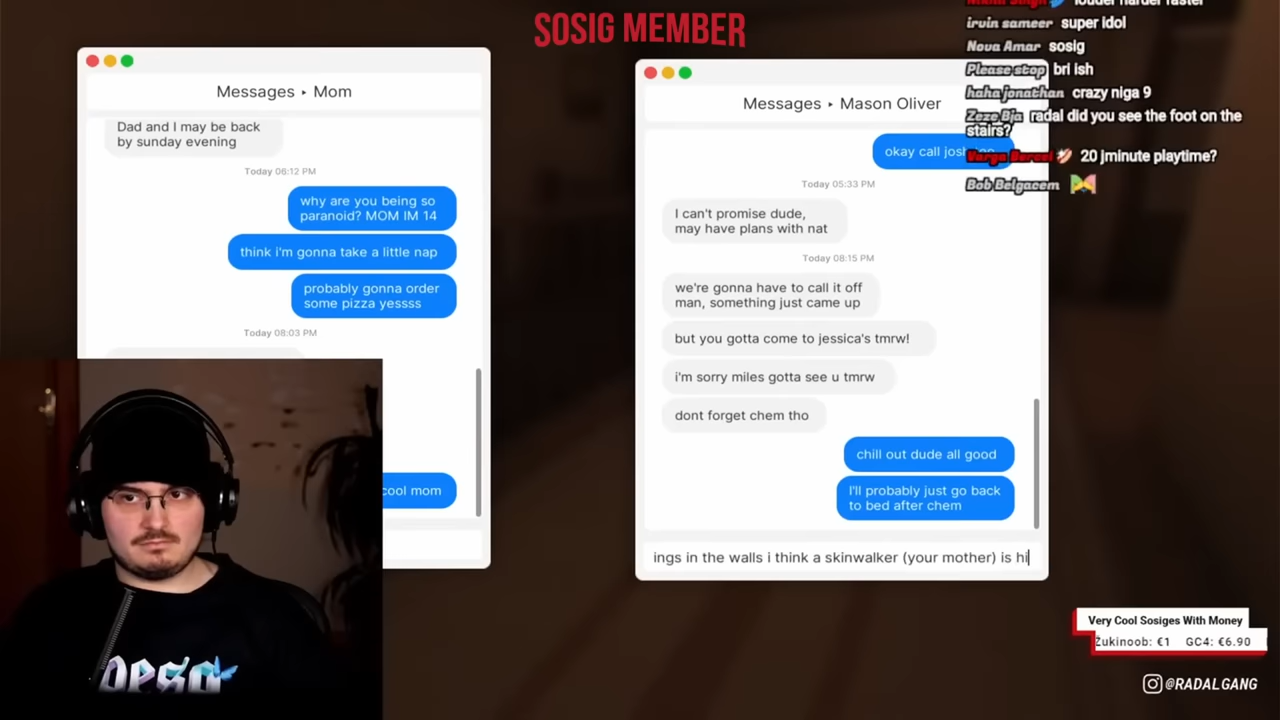 SOSIG MEMBER
Messages ▸ Mom
Dad and I may be back
by sunday evening
Today 06:12 PM
why are you being so
paranoid? MOM IM 14
think i'm gonna take a little nap
probably gonna order
some pizza yessss
Today 08:03 PM
cool mom
Messages ▸ Mason Oliver
okay call josh
Today 05:33 PM
I can't promise dude,
may have plans with nat
Today 08:15 PM
we're gonna have to call it off
man, something just came up
but you gotta come to jessica's tmrw!
i'm sorry miles gotta see u tmrw
dont forget chem tho
chill out dude all good
I'll probably just go back
to bed after chem
ings in the walls i think a skinwalker (your mother) is hi
louder harder faster
irvin sameer super idol
Nova Amar sosig
Please stop bri ish
haha jonathan crazy niga 9
Zeze Bja radal did you see the foot on the
stairs?
Varga Bercel 20 jminute playtime?
Bob Belgacem
Very Cool Sosiges With Money
Zukinoob: €1 GC4: €6.90
@RADALGANG